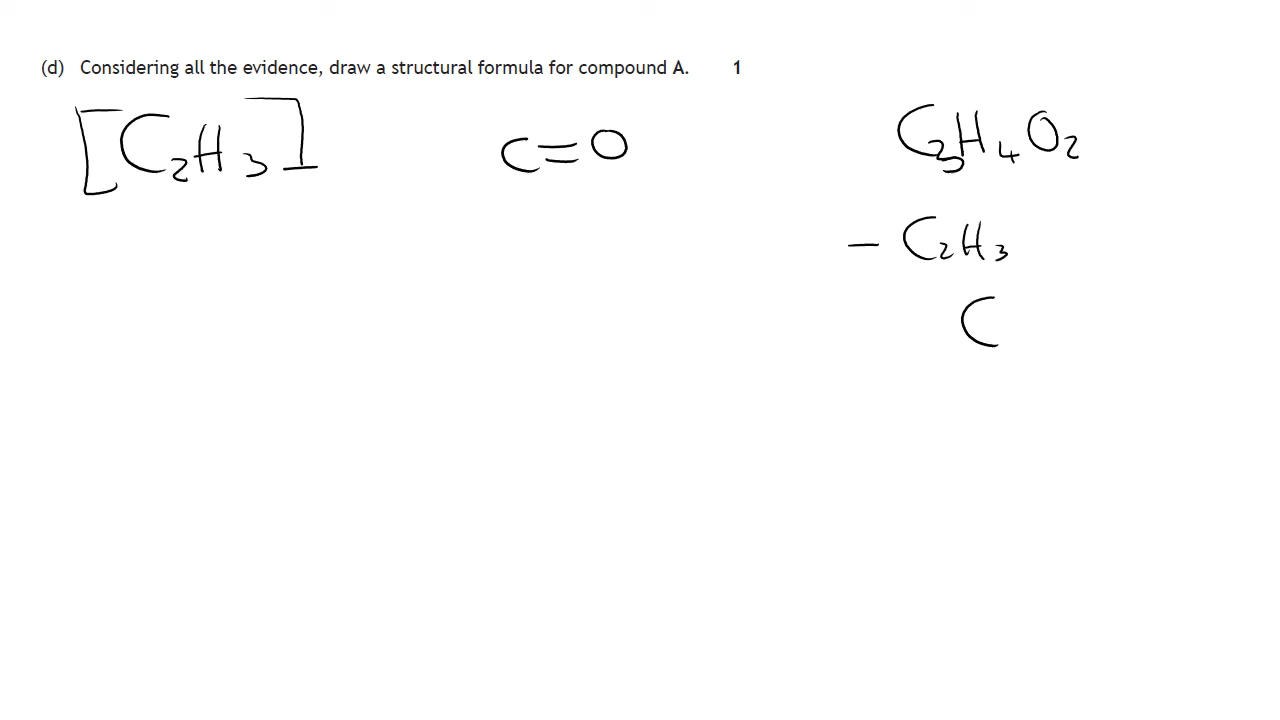 (d) Considering all the evidence, draw a structural formula for compound A. 1
[C₂H₃] C=O C₃H₄O₂
- C₂H₃
C